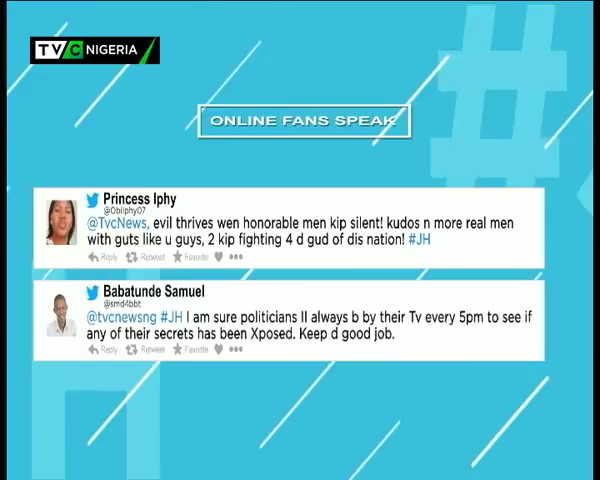 TVC NIGERIA
ONLINE FANS SPEAK
Princess Iphy
@Obiiphy07
@TvcNews, evil thrives wen honorable men kip silent! kudos n more real men
with guts like u guys, 2 kip fighting 4 d gud of dis nation! #JH
Reply Retweet Favorite
Babatunde Samuel
@smd4bbt
@tvcnewsng #JH I am sure politicians ll always b by their Tv every 5pm to see if
any of their secrets has been Xposed. Keep d good job.
Reply Retweet Favorite